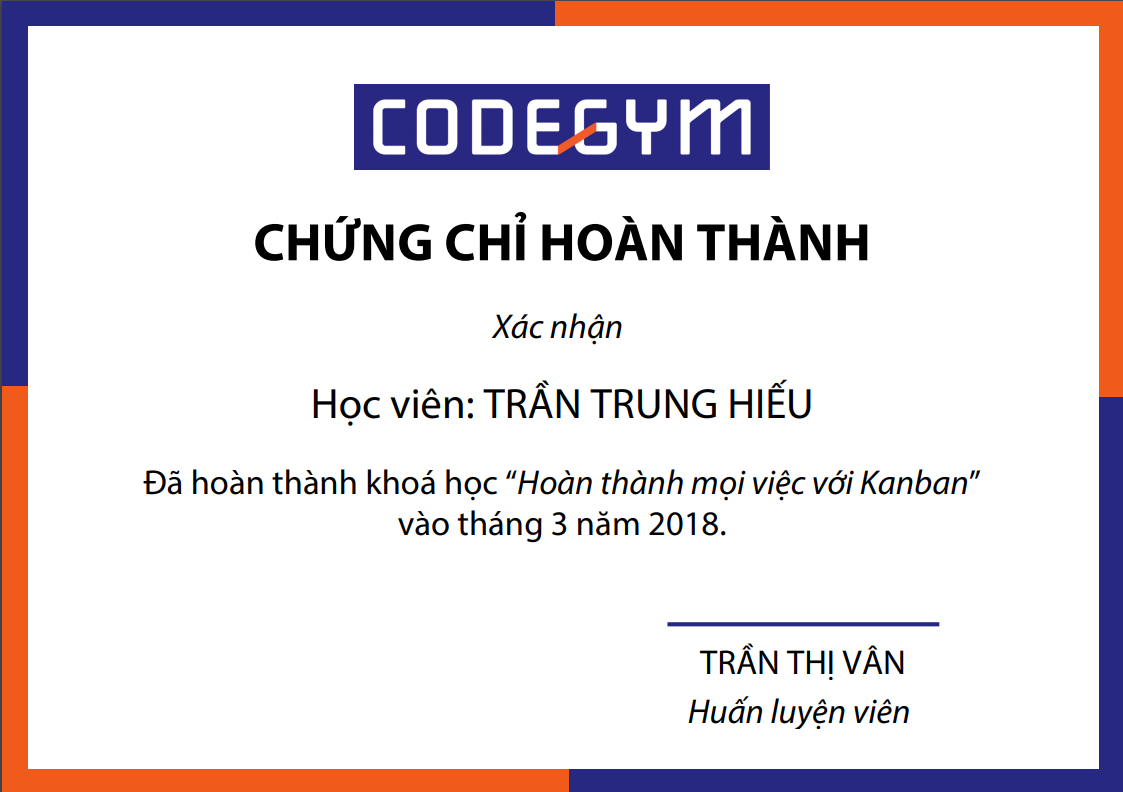 CODEGYM
CHỨNG CHỈ HOÀN THÀNH
Xác nhận
Học viên: TRẦN TRUNG HIẾU
Đã hoàn thành khoá học “Hoàn thành mọi việc với Kanban”
vào tháng 3 năm 2018.
TRẦN THỊ VÂN
Huấn luyện viên